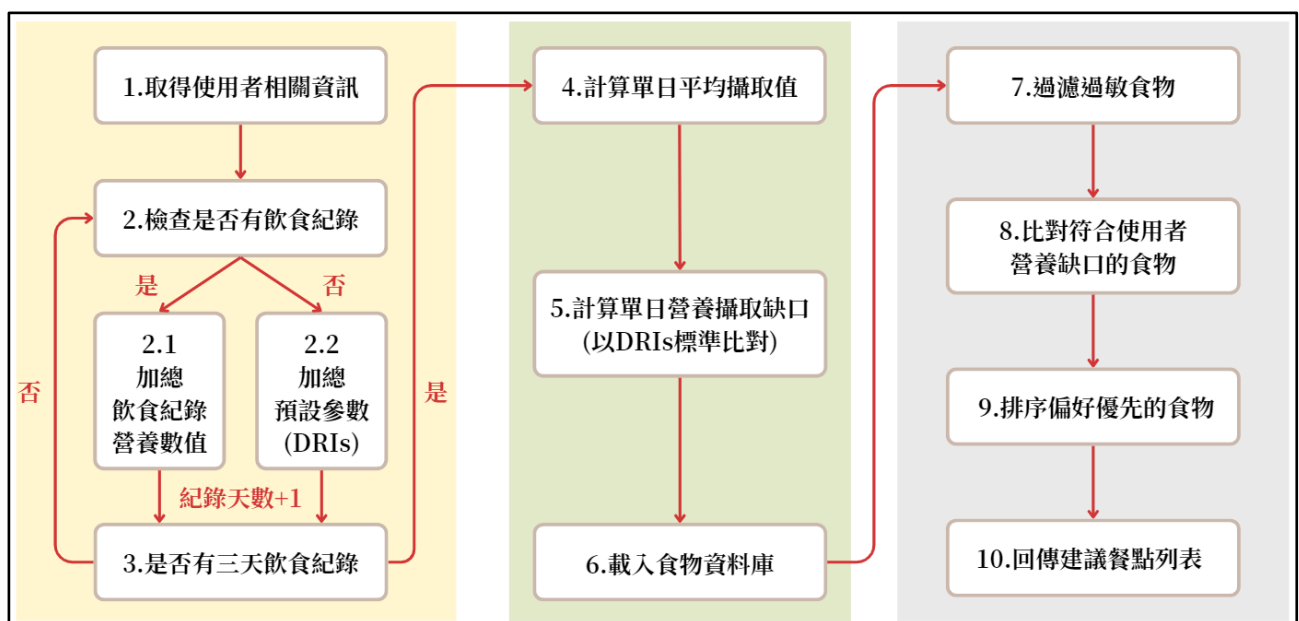 1.取得使用者相關資訊
2.檢查是否有飲食紀錄
是
否
2.1
加總
飲食紀錄
營養數值
2.2
加總
預設參數
(DRIs)
否
紀錄天數+1
3.是否有三天飲食紀錄
是
4.計算單日平均攝取值
5.計算單日營養攝取缺口
(以DRIs標準比對)
6.載入食物資料庫
7.過濾過敏食物
8.比對符合使用者
營養缺口的食物
9.排序偏好優先的食物
10.回傳建議餐點列表